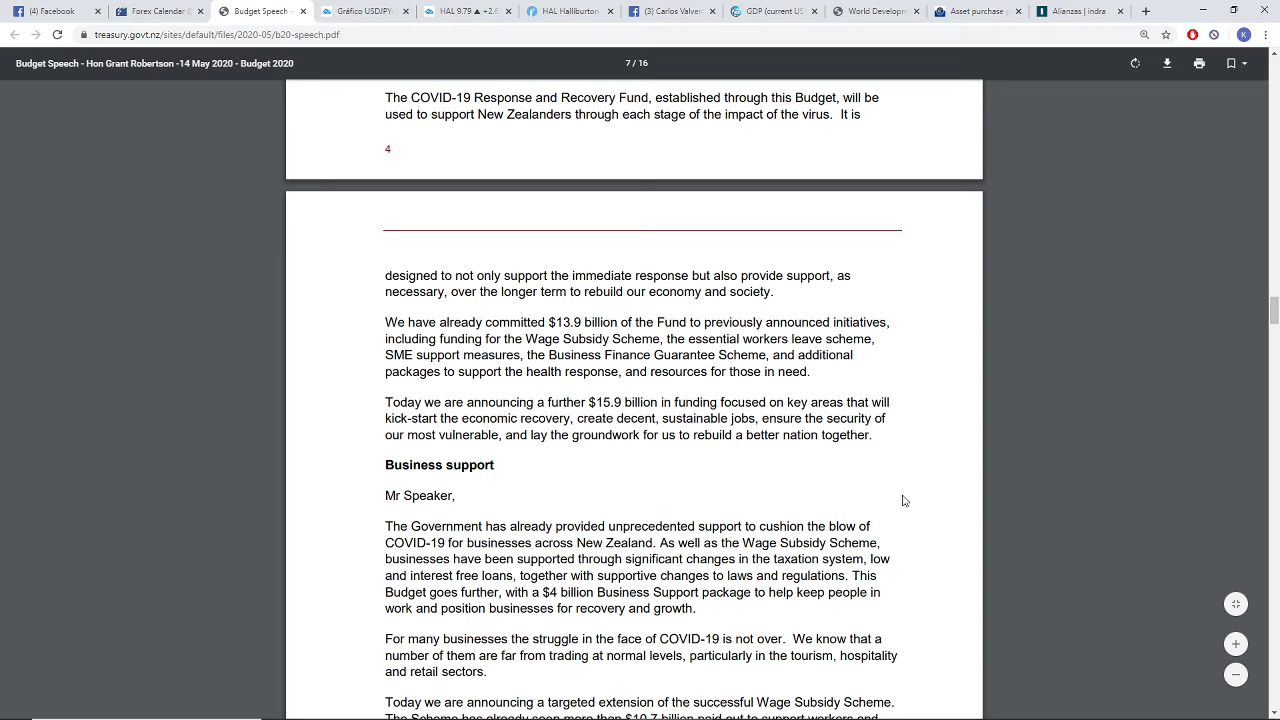 (4) Facebook
Forex Calendar @
Budget Speech -
Gráfico USDJPY:
HAL 9.79 ▲ +2.6
HAL Halliburton
(3) Carlos Valver
GDP (current US
World Developm
Asset purchase
Alianzas | indra
treasury.govt.nz/sites/default/files/2020-05/b20-speech.pdf
K
Budget Speech - Hon Grant Robertson -14 May 2020 - Budget 2020
7 / 16
The COVID-19 Response and Recovery Fund, established through this Budget, will be
used to support New Zealanders through each stage of the impact of the virus. It is
4
designed to not only support the immediate response but also provide support, as
necessary, over the longer term to rebuild our economy and society.
We have already committed $13.9 billion of the Fund to previously announced initiatives,
including funding for the Wage Subsidy Scheme, the essential workers leave scheme,
SME support measures, the Business Finance Guarantee Scheme, and additional
packages to support the health response, and resources for those in need.
Today we are announcing a further $15.9 billion in funding focused on key areas that will
kick-start the economic recovery, create decent, sustainable jobs, ensure the security of
our most vulnerable, and lay the groundwork for us to rebuild a better nation together.
Business support
Mr Speaker,
The Government has already provided unprecedented support to cushion the blow of
COVID-19 for businesses across New Zealand. As well as the Wage Subsidy Scheme,
businesses have been supported through significant changes in the taxation system, low
and interest free loans, together with supportive changes to laws and regulations. This
Budget goes further, with a $4 billion Business Support package to help keep people in
work and position businesses for recovery and growth.
For many businesses the struggle in the face of COVID-19 is not over. We know that a
number of them are far from trading at normal levels, particularly in the tourism, hospitality
and retail sectors.
Today we are announcing a targeted extension of the successful Wage Subsidy Scheme.
The Scheme has already seen more than $10.7 billion paid out to support workers and